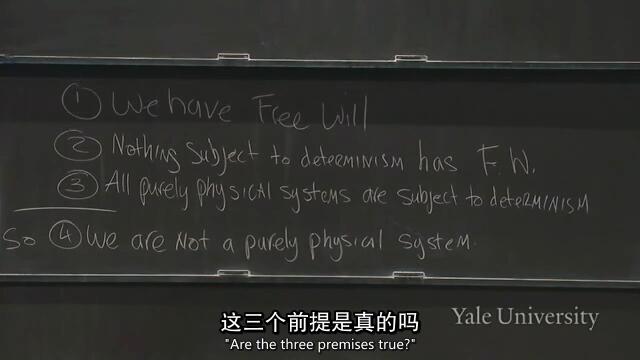 ① We have Free Will
② Nothing subject to determinism has F.W.
③ All purely physical systems are subject to determinism
So ④ We are not a purely physical system.
Yale University
这三个前提是真的吗
"Are the three premises true?"